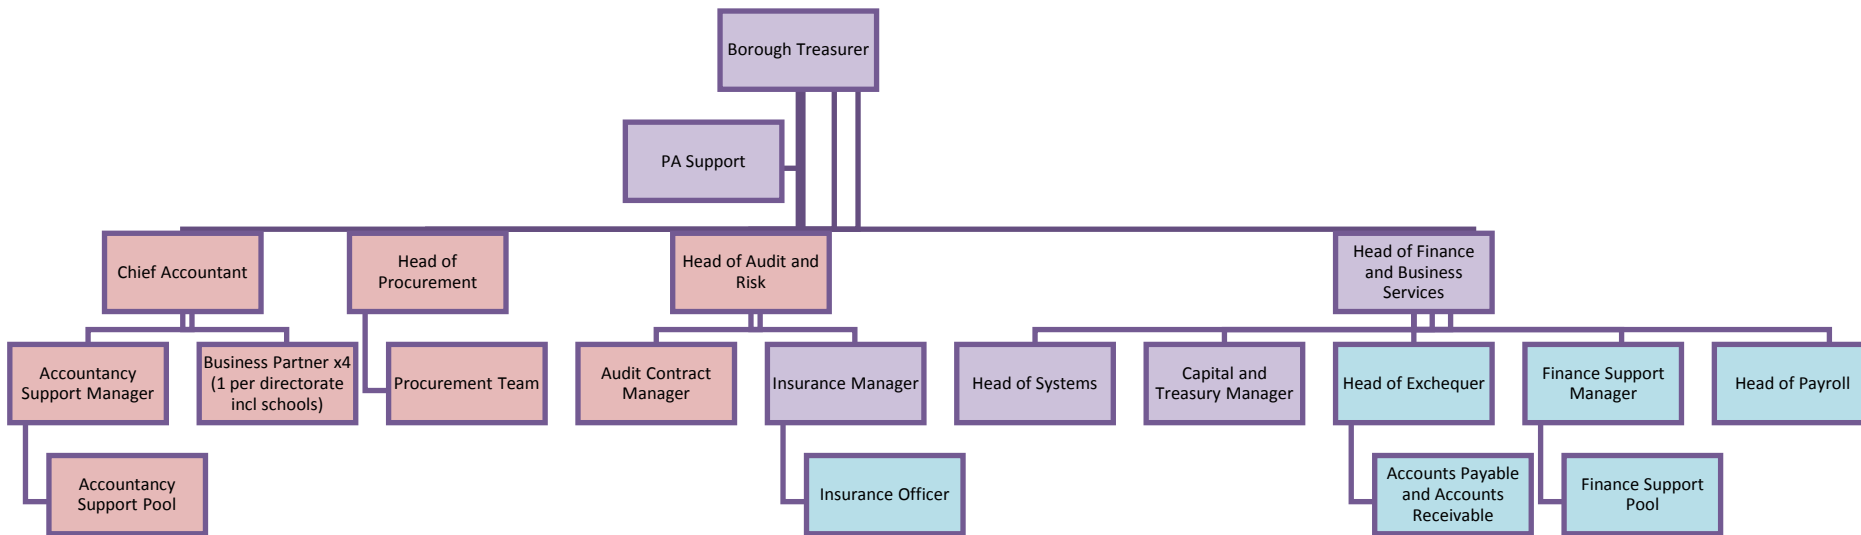 Borough Treasurer
PA Support
Chief Accountant
Head of
Procurement
Head of Audit and
Risk
Head of Finance
and Business
Services
Accountancy
Support Manager
Business Partner x4
(1 per directorate
incl schools)
Procurement Team
Audit Contract
Manager
Insurance Manager
Head of Systems
Capital and
Treasury Manager
Head of Exchequer
Finance Support
Manager
Head of Payroll
Accountancy
Support Pool
Insurance Officer
Accounts Payable
and Accounts
Receivable
Finance Support
Pool